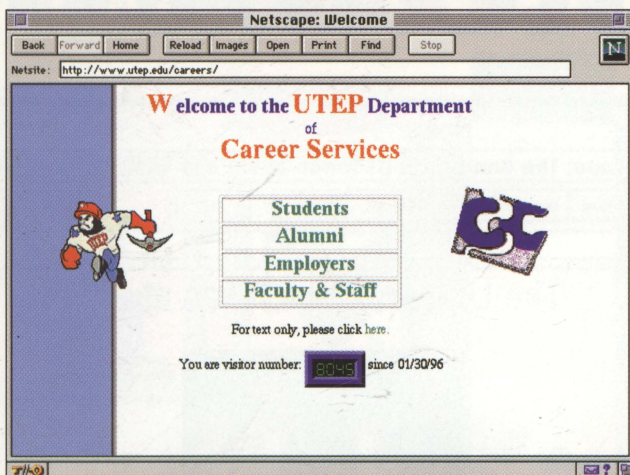 Netscape: Welcome
Back Forward Home Reload Images Open Print Find Stop
N
Netsite: http://www.utep.edu/careers/
Welcome to the UTEP Department
of
Career Services
UTEP
Students
Alumni
Employers
Faculty & Staff
For text only, please click here.
You are visitor number: 8045 since 01/30/96
?